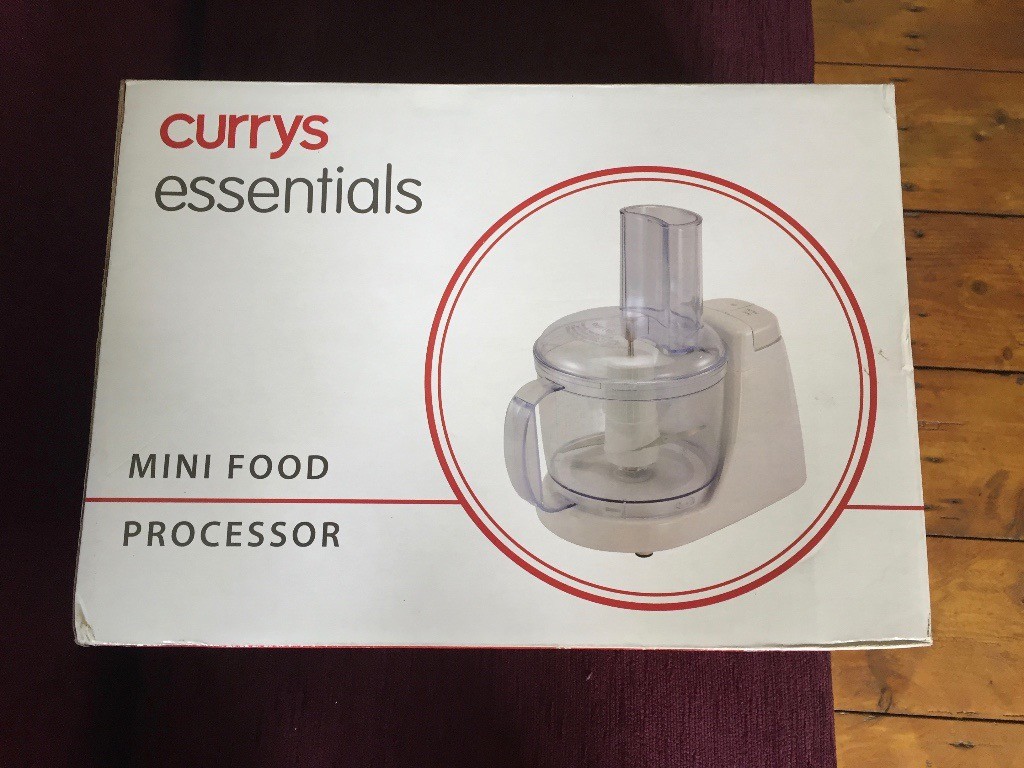 currys
essentials
MINI FOOD
PROCESSOR